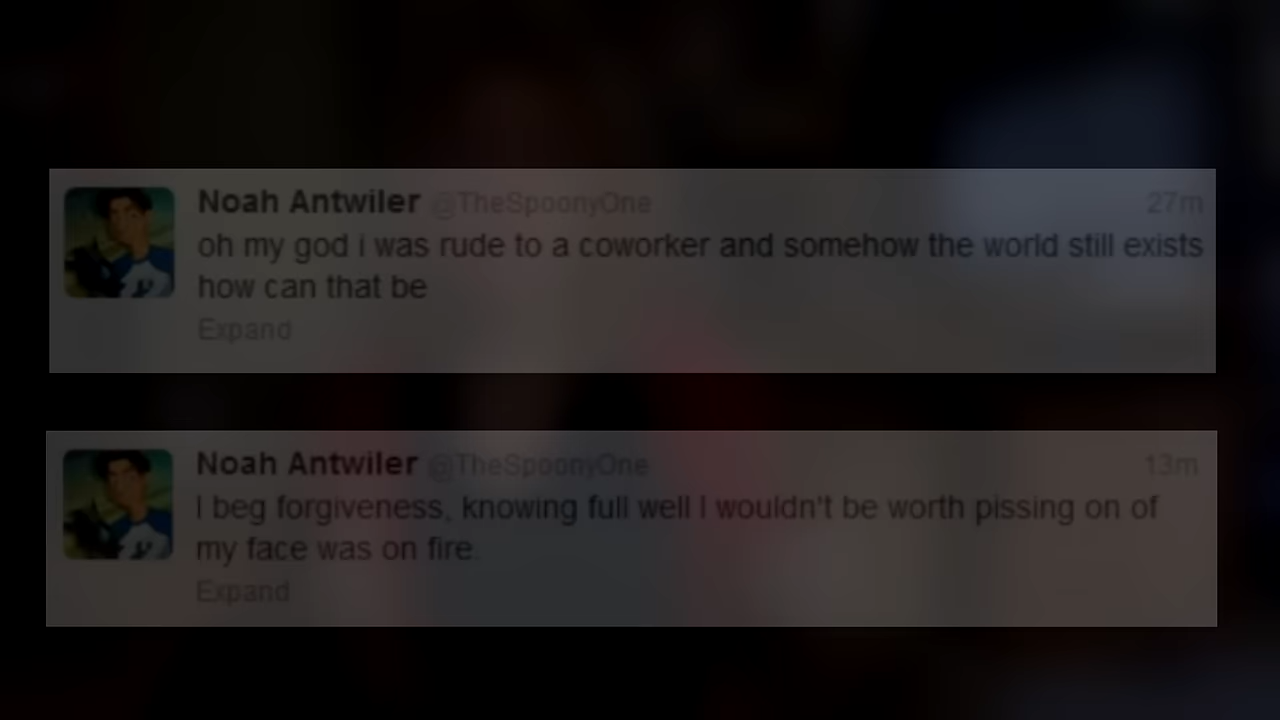 Noah Antwiler @TheSpoonyOne 27m
oh my god i was rude to a coworker and somehow the world still exists
how can that be
Expand
Noah Antwiler @TheSpoonyOne 13m
I beg forgiveness, knowing full well I wouldn't be worth pissing on of
my face was on fire.
Expand